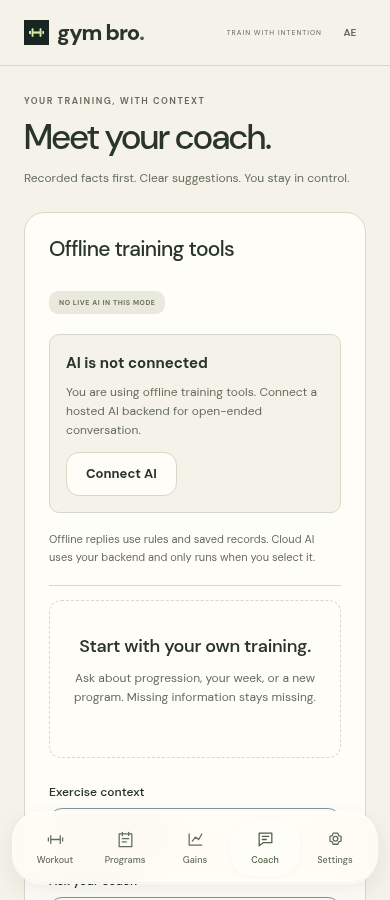 gym bro.
TRAIN WITH INTENTION
AE
YOUR TRAINING, WITH CONTEXT
Meet your coach.
Recorded facts first. Clear suggestions. You stay in control.
Offline training tools
NO LIVE AI IN THIS MODE
AI is not connected
You are using offline training tools. Connect a
hosted AI backend for open-ended
conversation.
Connect AI
Offline replies use rules and saved records. Cloud AI
uses your backend and only runs when you select it.
Start with your own training.
Ask about progression, your week, or a new
program. Missing information stays missing.
Exercise context
Workout
Programs
Gains
Coach
Settings